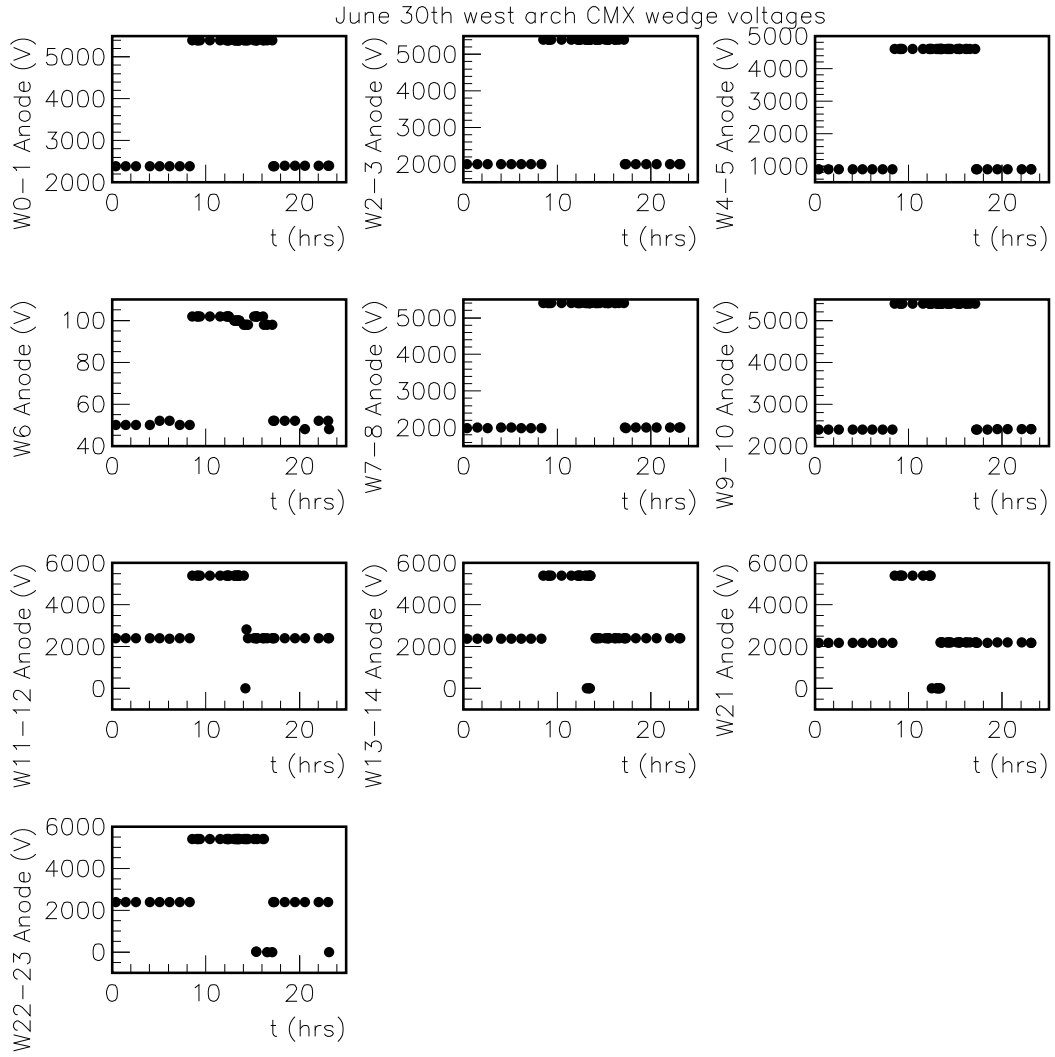 June 30th west arch CMX wedge voltages
W0-1 Anode (V)
5000
4000
3000
2000
0 10 20
t (hrs)
W2-3 Anode (V)
5000
4000
3000
2000
0 10 20
t (hrs)
W4-5 Anode (V)
5000
4000
3000
2000
1000
0 10 20
t (hrs)
W6 Anode (V)
100
80
60
40
0 10 20
t (hrs)
W7-8 Anode (V)
5000
4000
3000
2000
0 10 20
t (hrs)
W9-10 Anode (V)
5000
4000
3000
2000
0 10 20
t (hrs)
W11-12 Anode (V)
6000
4000
2000
0
0 10 20
t (hrs)
W13-14 Anode (V)
6000
4000
2000
0
0 10 20
t (hrs)
W21 Anode (V)
6000
4000
2000
0
0 10 20
t (hrs)
W22-23 Anode (V)
6000
4000
2000
0
0 10 20
t (hrs)